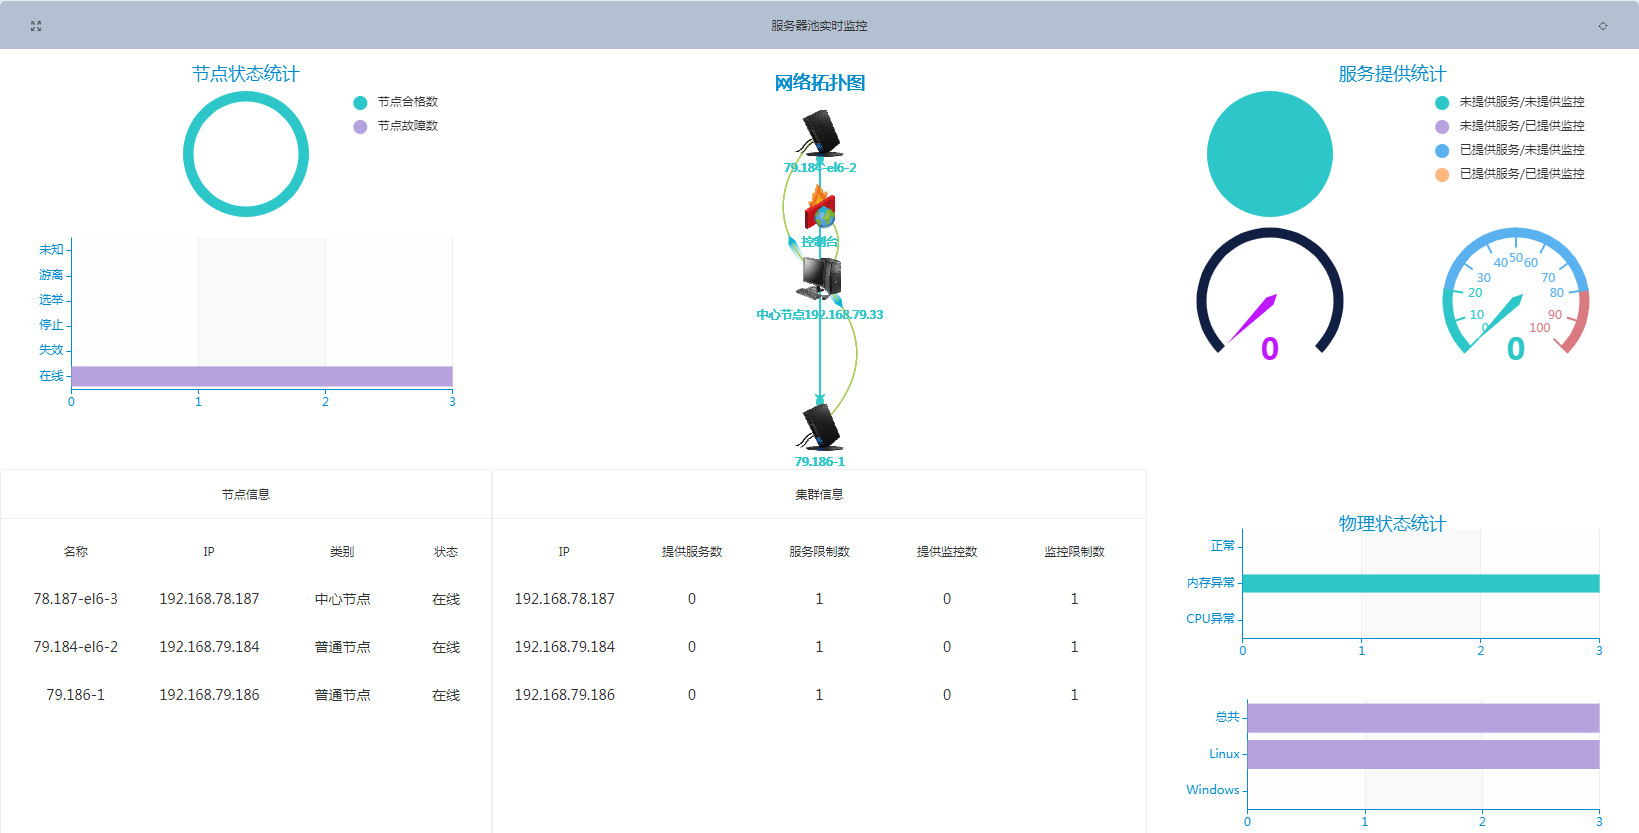 服务器池实时监控
节点状态统计
节点合格数
节点故障数
未知
游离
选举
停止
失效
在线
0 1 2 3
网络拓扑图
79.184-el6-2
控制台
中心节点192.168.79.33
79.186-1
服务提供统计
未提供服务/未提供监控
未提供服务/已提供监控
已提供服务/未提供监控
已提供服务/已提供监控
0
0 10 20 30 40 50 60 70 80 90 100
0
节点信息
名称 IP 类别 状态
78.187-el6-3 192.168.78.187 中心节点 在线
79.184-el6-2 192.168.79.184 普通节点 在线
79.186-1 192.168.79.186 普通节点 在线
集群信息
IP 提供服务数 服务限制数 提供监控数 监控限制数
192.168.78.187 0 1 0 1
192.168.79.184 0 1 0 1
192.168.79.186 0 1 0 1
物理状态统计
正常
内存异常
CPU异常
0 1 2 3
总共
Linux
Windows
0 1 2 3